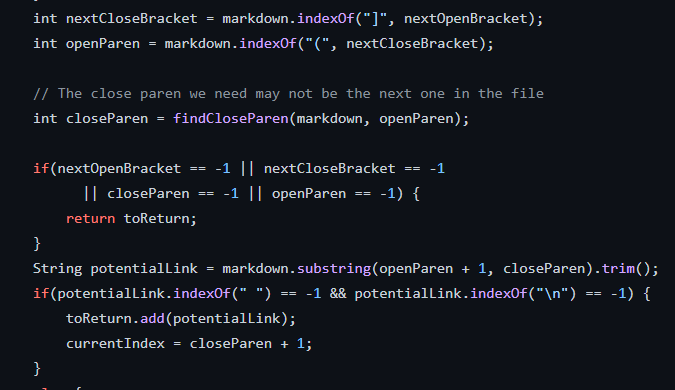 int nextCloseBracket = markdown.indexOf("]", nextOpenBracket);
int openParen = markdown.indexOf("(", nextCloseBracket);
// The close paren we need may not be the next one in the file
int closeParen = findCloseParen(markdown, openParen);
if(nextOpenBracket == -1 || nextCloseBracket == -1
|| closeParen == -1 || openParen == -1) {
return toReturn;
}
String potentialLink = markdown.substring(openParen + 1, closeParen).trim();
if(potentialLink.indexOf(" ") == -1 && potentialLink.indexOf("\n") == -1) {
toReturn.add(potentialLink);
currentIndex = closeParen + 1;
}